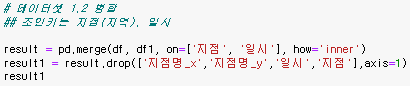 # 데이터셋 1,2 병합
## 조인키는 지점(지역), 일시
result = pd.merge(df, df1, on=['지점', '일시'], how='inner')
result1 = result.drop(['지점명_x','지점명_y','일시','지점'],axis=1)
result1